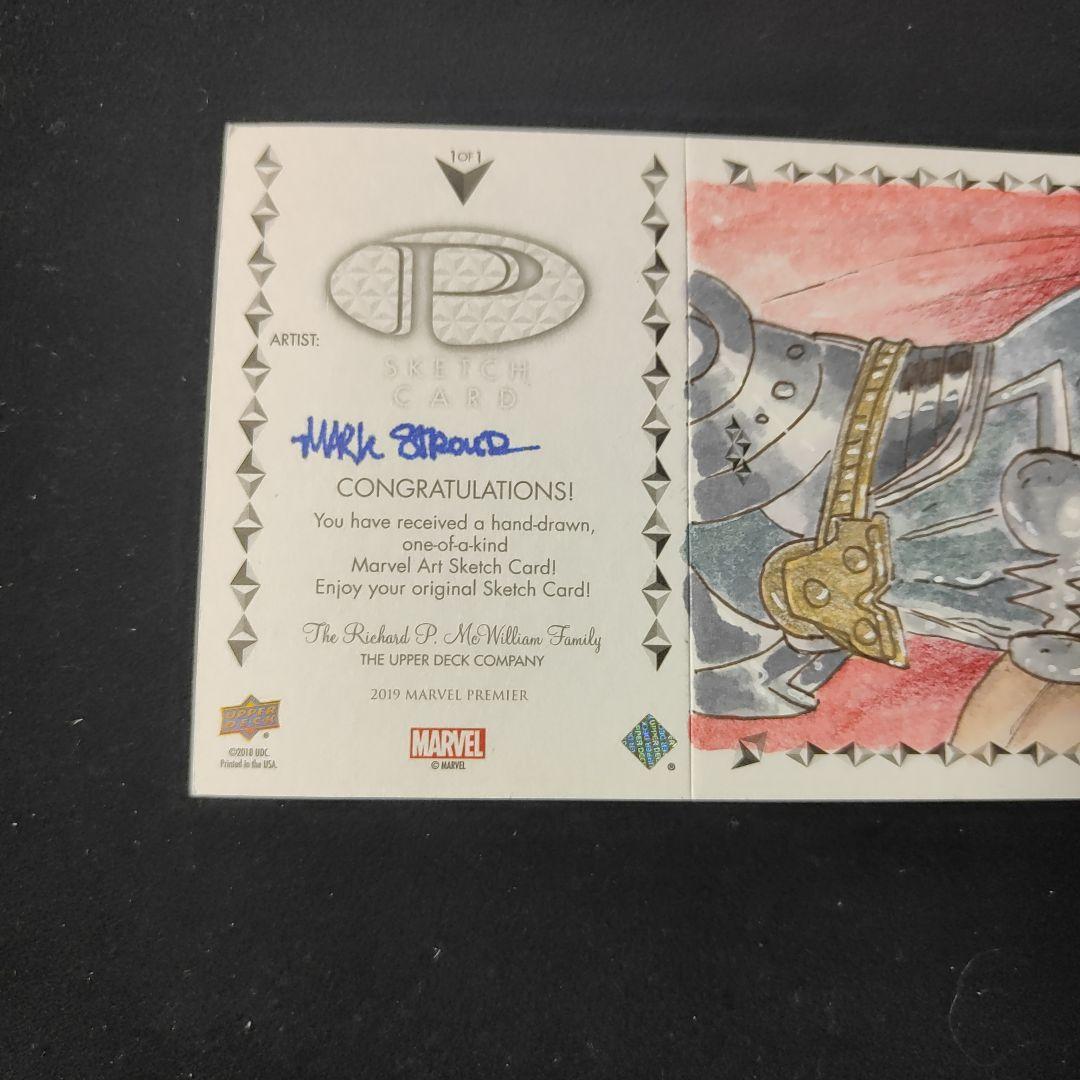 1 OF 1
P
ARTIST:
SKETCH
CARD
MARK STROUD
CONGRATULATIONS!
You have received a hand-drawn,
one-of-a-kind
Marvel Art Sketch Card!
Enjoy your original Sketch Card!
The Richard P. McWilliam Family
THE UPPER DECK COMPANY
2019 MARVEL PREMIER
UPPER
DECK
®
MARVEL
©2018 UDC.
Printed in the USA.
© MARVEL
®